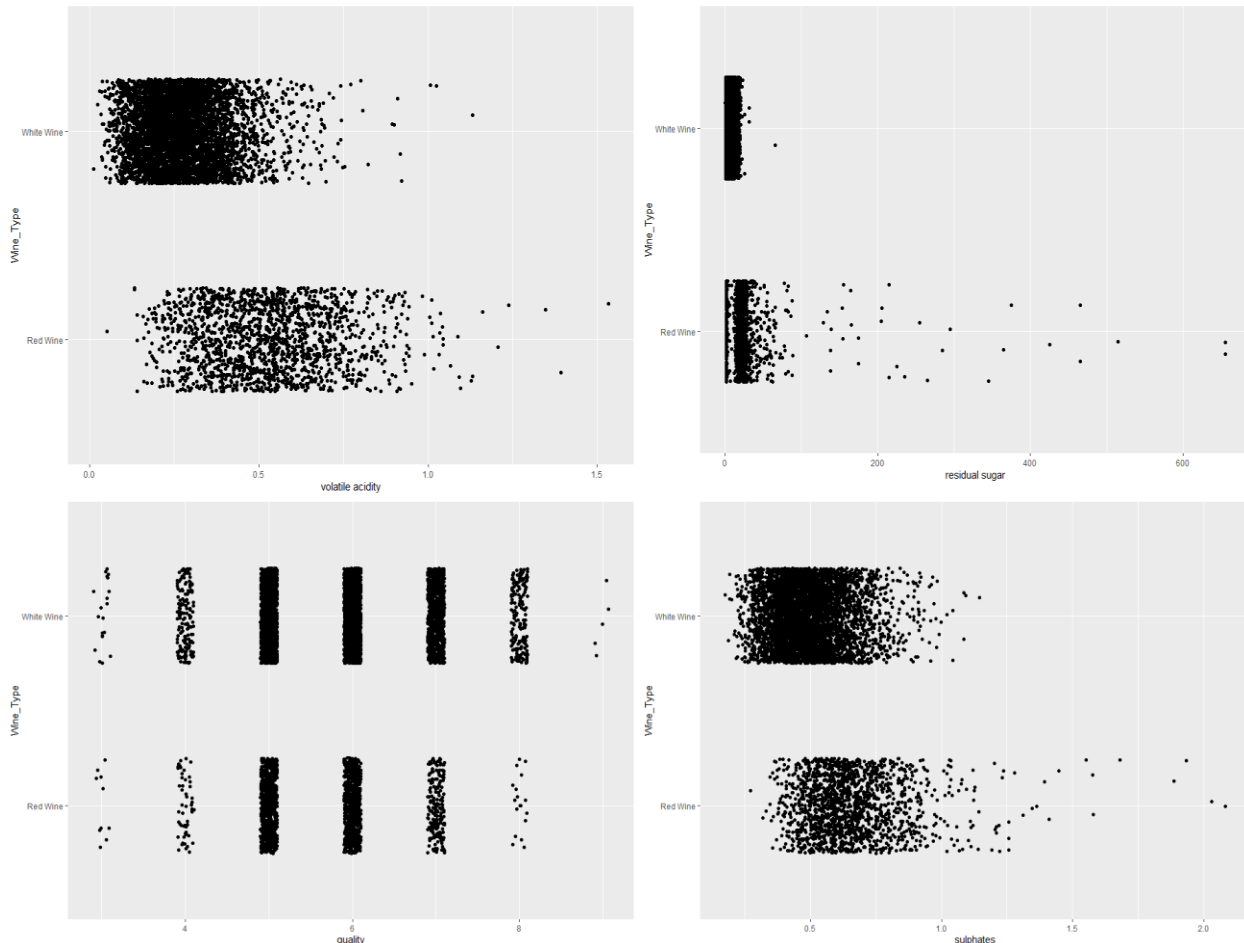 White Wine
Wine_Type
Red Wine
0.0 0.5 1.0 1.5
volatile acidity
White Wine
Wine_Type
Red Wine
0 200 400 600
residual sugar
White Wine
Wine_Type
Red Wine
4 6 8
quality
White Wine
Wine_Type
Red Wine
0.5 1.0 1.5 2.0
sulphates